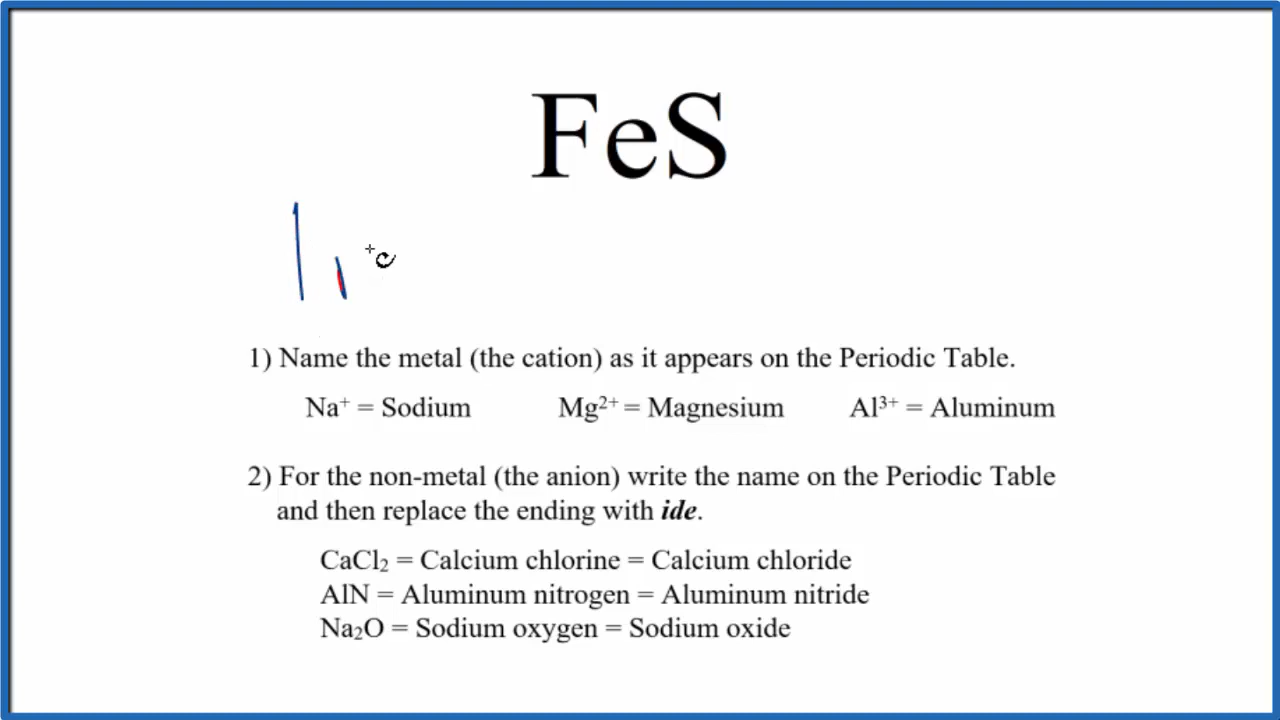 FeS
1) Name the metal (the cation) as it appears on the Periodic Table.
Na⁺ = Sodium Mg²⁺ = Magnesium Al³⁺ = Aluminum
2) For the non-metal (the anion) write the name on the Periodic Table
and then replace the ending with ide.
CaCl₂ = Calcium chlorine = Calcium chloride
AlN = Aluminum nitrogen = Aluminum nitride
Na₂O = Sodium oxygen = Sodium oxide